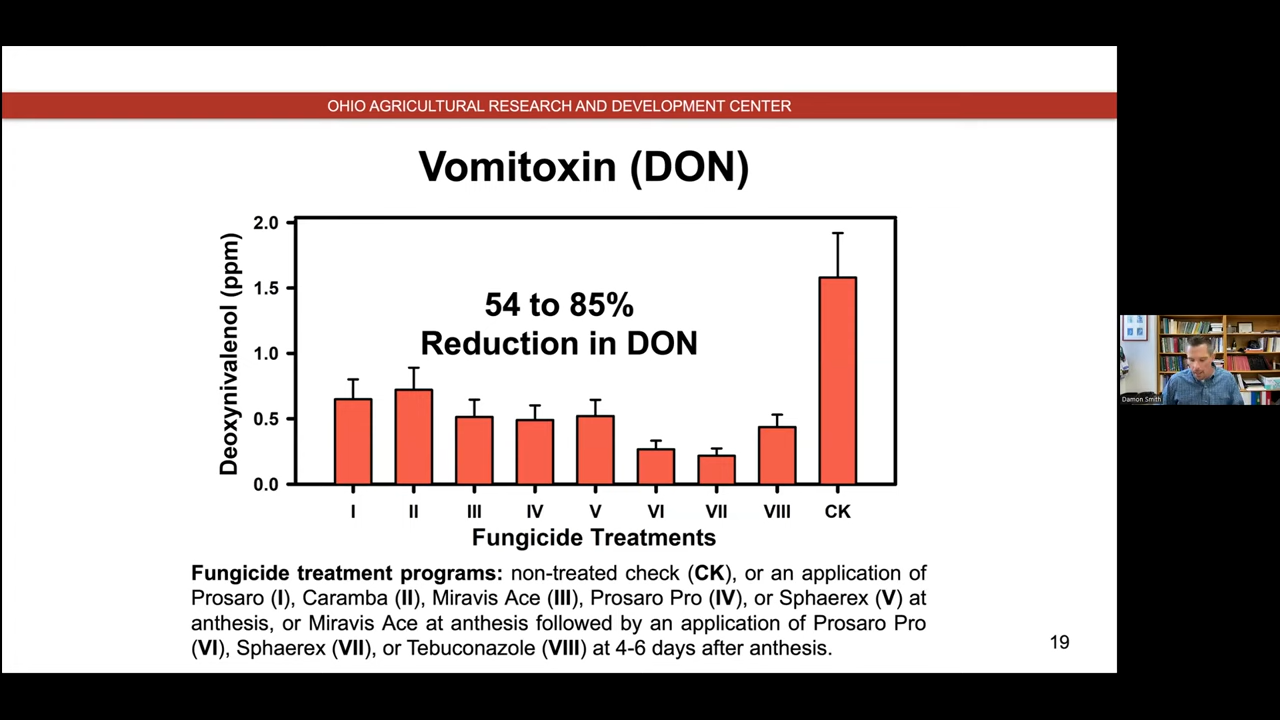 OHIO AGRICULTURAL RESEARCH AND DEVELOPMENT CENTER
Vomitoxin (DON)
Deoxynivalenol (ppm)
2.0
1.5
1.0
0.5
0.0
54 to 85%
Reduction in DON
I II III IV V VI VII VIII CK
Fungicide Treatments
Fungicide treatment programs: non-treated check (CK), or an application of
Prosaro (I), Caramba (II), Miravis Ace (III), Prosaro Pro (IV), or Sphaerex (V) at
anthesis, or Miravis Ace at anthesis followed by an application of Prosaro Pro
(VI), Sphaerex (VII), or Tebuconazole (VIII) at 4-6 days after anthesis.
19
Damon Smith